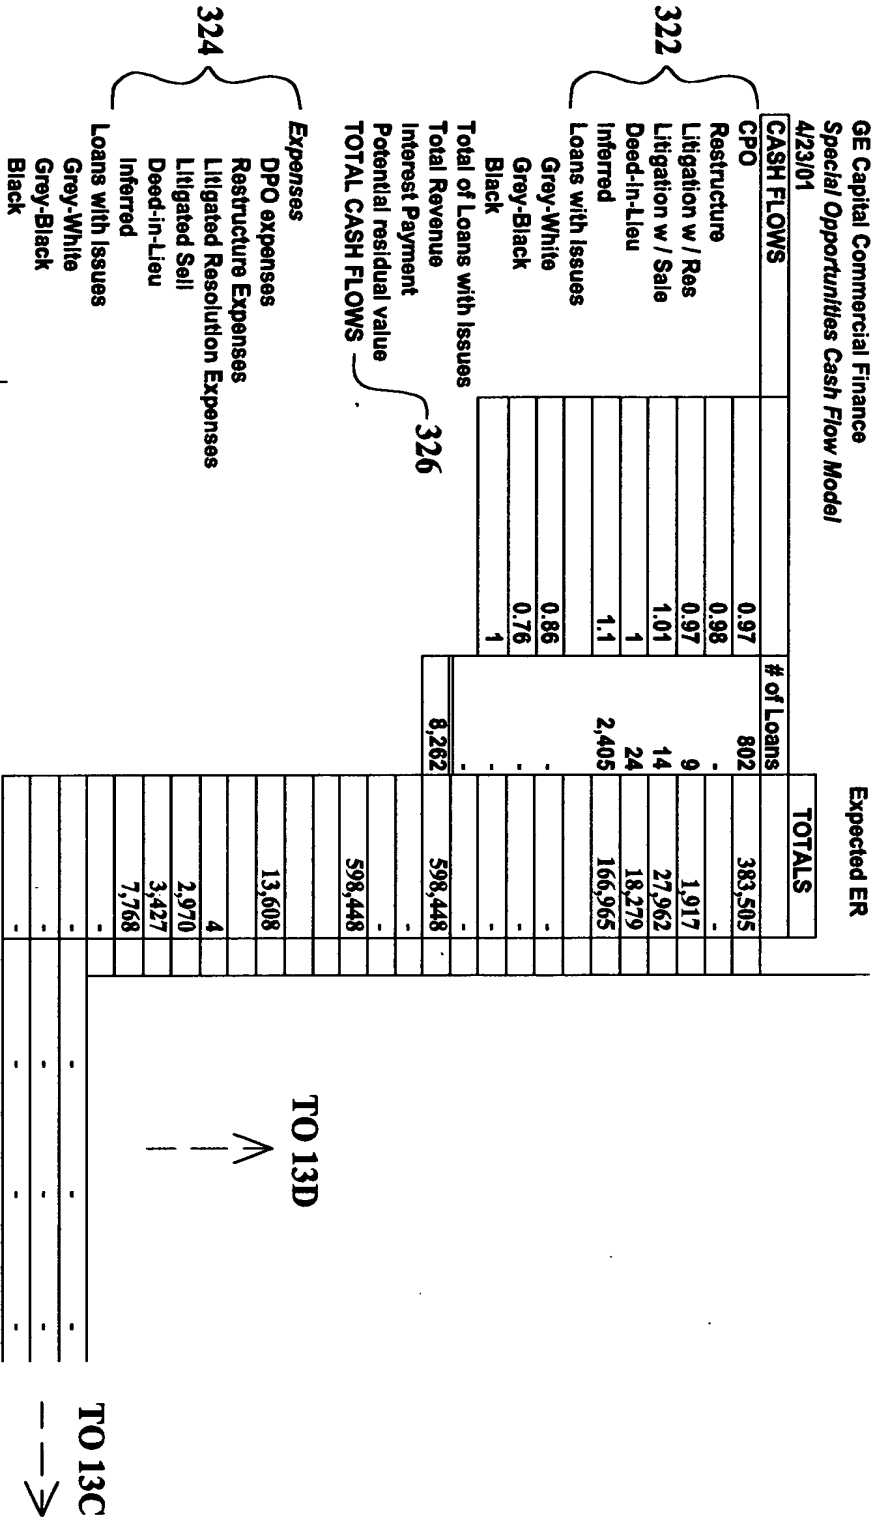 GE Capital Commercial Finance
Special Opportunities Cash Flow Model
4/23/01
Expected ER
CASH FLOWS # of Loans TOTALS
CPO 0.97 802 383,505
Restructure 0.98 - -
Litigation w / Res 0.97 9 1,917
Litigation w / Sale 1.01 14 27,962
Deed-in-Lieu 1 24 18,279
Inferred 1.1 2,405 166,965
Loans with Issues
Grey-White 0.86 - -
Grey-Black 0.76 - -
Black 1 - -
Total of Loans with Issues - -
Total Revenue 8,262 598,448
Interest Payment -
Potential residual value -
TOTAL CASH FLOWS 598,448
322
326
Expenses
DPO expenses 13,608
Restructure Expenses
Litigated Resolution Expenses 4
Litigated Sell 2,970
Deed-in-Lieu 3,427
Inferred 7,768
Loans with Issues -
Grey-White - - - -
Grey-Black - - - -
Black - - - -
324
TO 13D
TO 13C